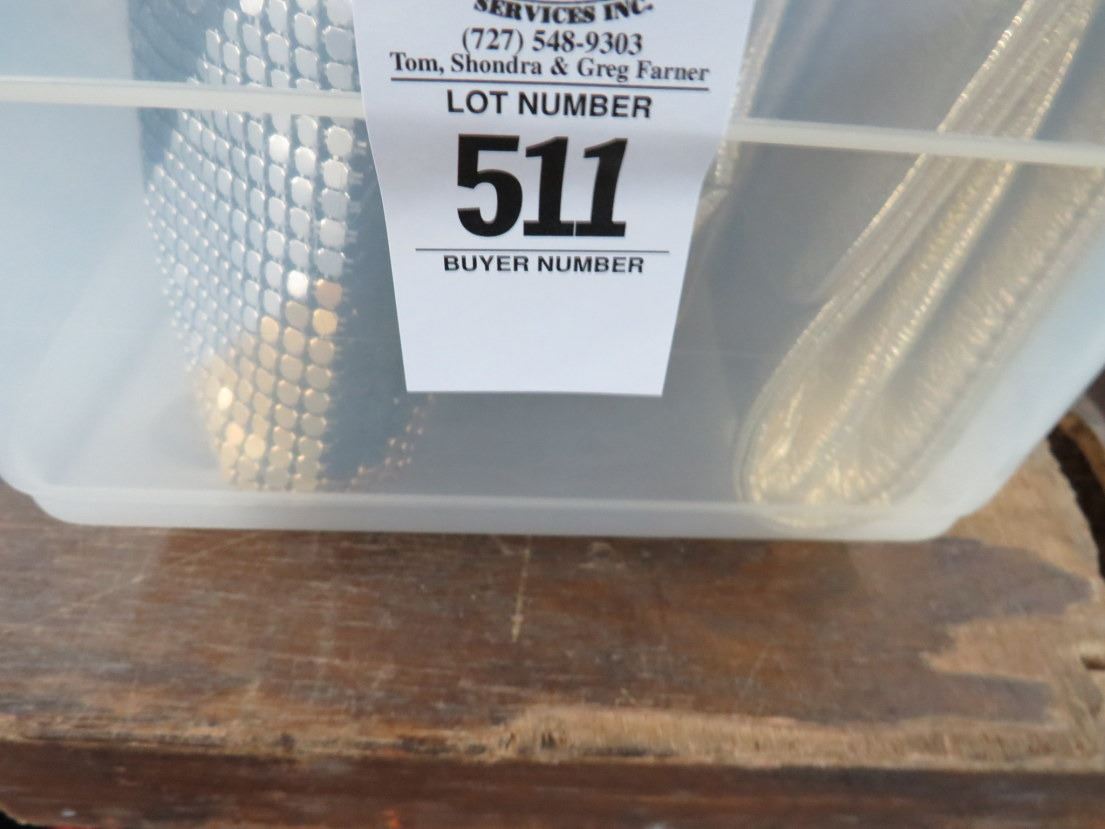 SERVICES INC.
(727) 548-9303
Tom, Shondra & Greg Farner
LOT NUMBER
511
BUYER NUMBER